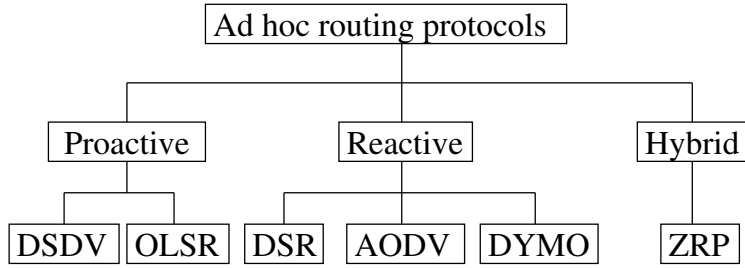 Ad hoc routing protocols
Proactive Reactive Hybrid
DSDV OLSR DSR AODV DYMO ZRP